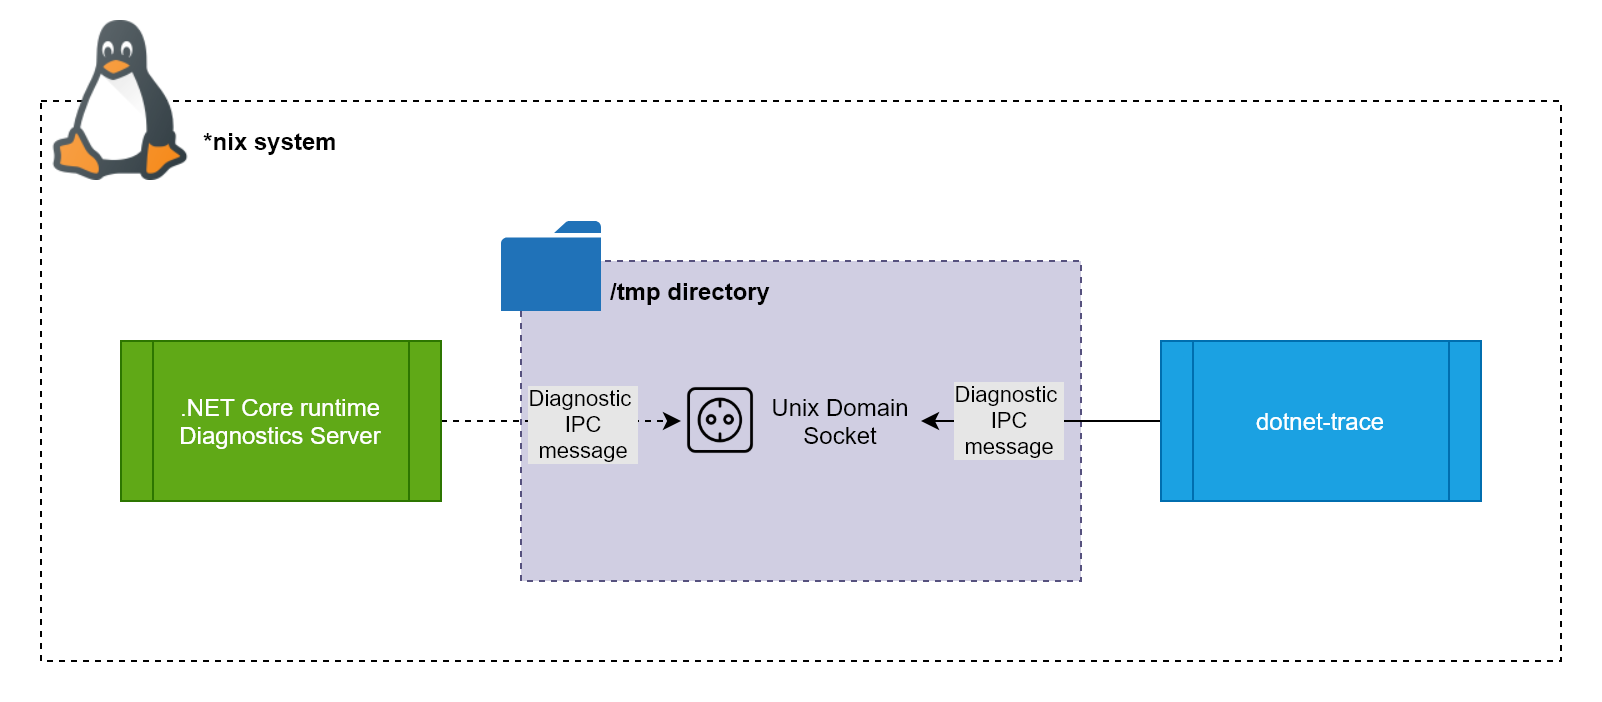 *nix system
/tmp directory
.NET Core runtime
Diagnostics Server
Diagnostic
IPC
message
Unix Domain
Socket
Diagnostic
IPC
message
dotnet-trace